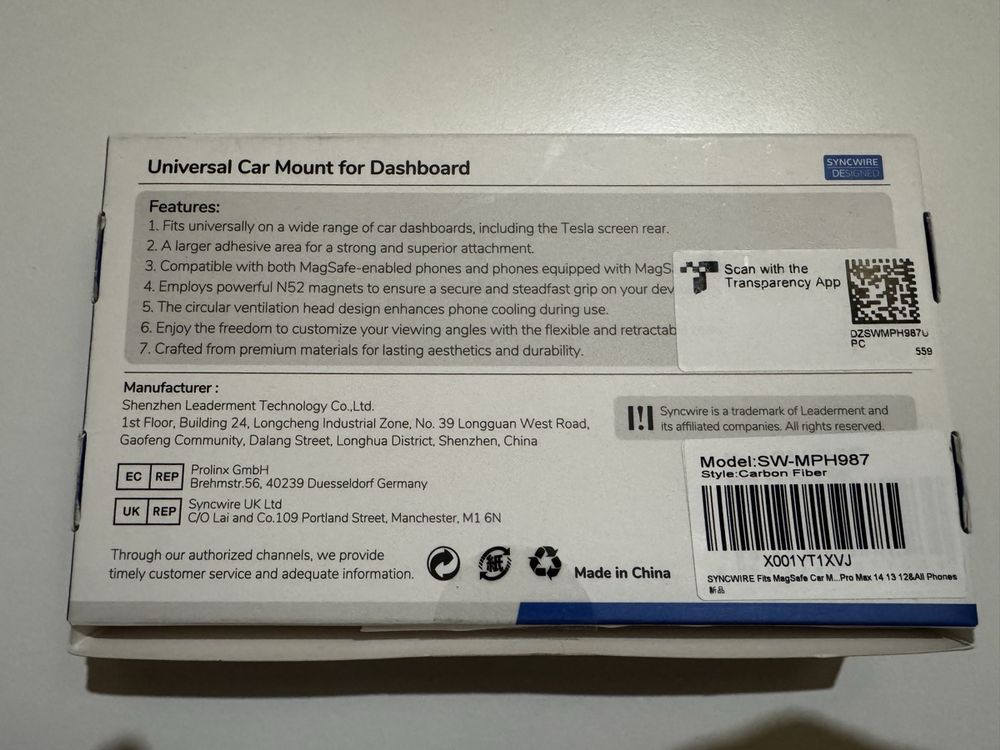 Universal Car Mount for Dashboard
SYNCWIRE
DESIGNED
Features:
1. Fits universally on a wide range of car dashboards, including the Tesla screen rear.
2. A larger adhesive area for a strong and superior attachment.
3. Compatible with both MagSafe-enabled phones and phones equipped with MagS
4. Employs powerful N52 magnets to ensure a secure and steadfast grip on your dev
5. The circular ventilation head design enhances phone cooling during use.
6. Enjoy the freedom to customize your viewing angles with the flexible and retractab
7. Crafted from premium materials for lasting aesthetics and durability.
Scan with the
Transparency App
DZSWMPH987U
PC
559
Manufacturer :
Shenzhen Leaderment Technology Co.,Ltd.
1st Floor, Building 24, Longcheng Industrial Zone, No. 39 Longguan West Road,
Gaofeng Community, Dalang Street, Longhua District, Shenzhen, China
Syncwire is a trademark of Leaderment and
its affiliated companies. All rights reserved.
EC REP
Prolinx GmbH
Brehmstr.56, 40239 Duesseldorf Germany
UK REP
Syncwire UK Ltd
C/O Lai and Co.109 Portland Street, Manchester, M1 6N
Through our authorized channels, we provide
timely customer service and adequate information.
紙
Made in China
Model:SW-MPH987
Style:Carbon Fiber
X001YT1XVJ
SYNCWIRE Fits MagSafe Car M...Pro Max 14 13 12&All Phones
新品